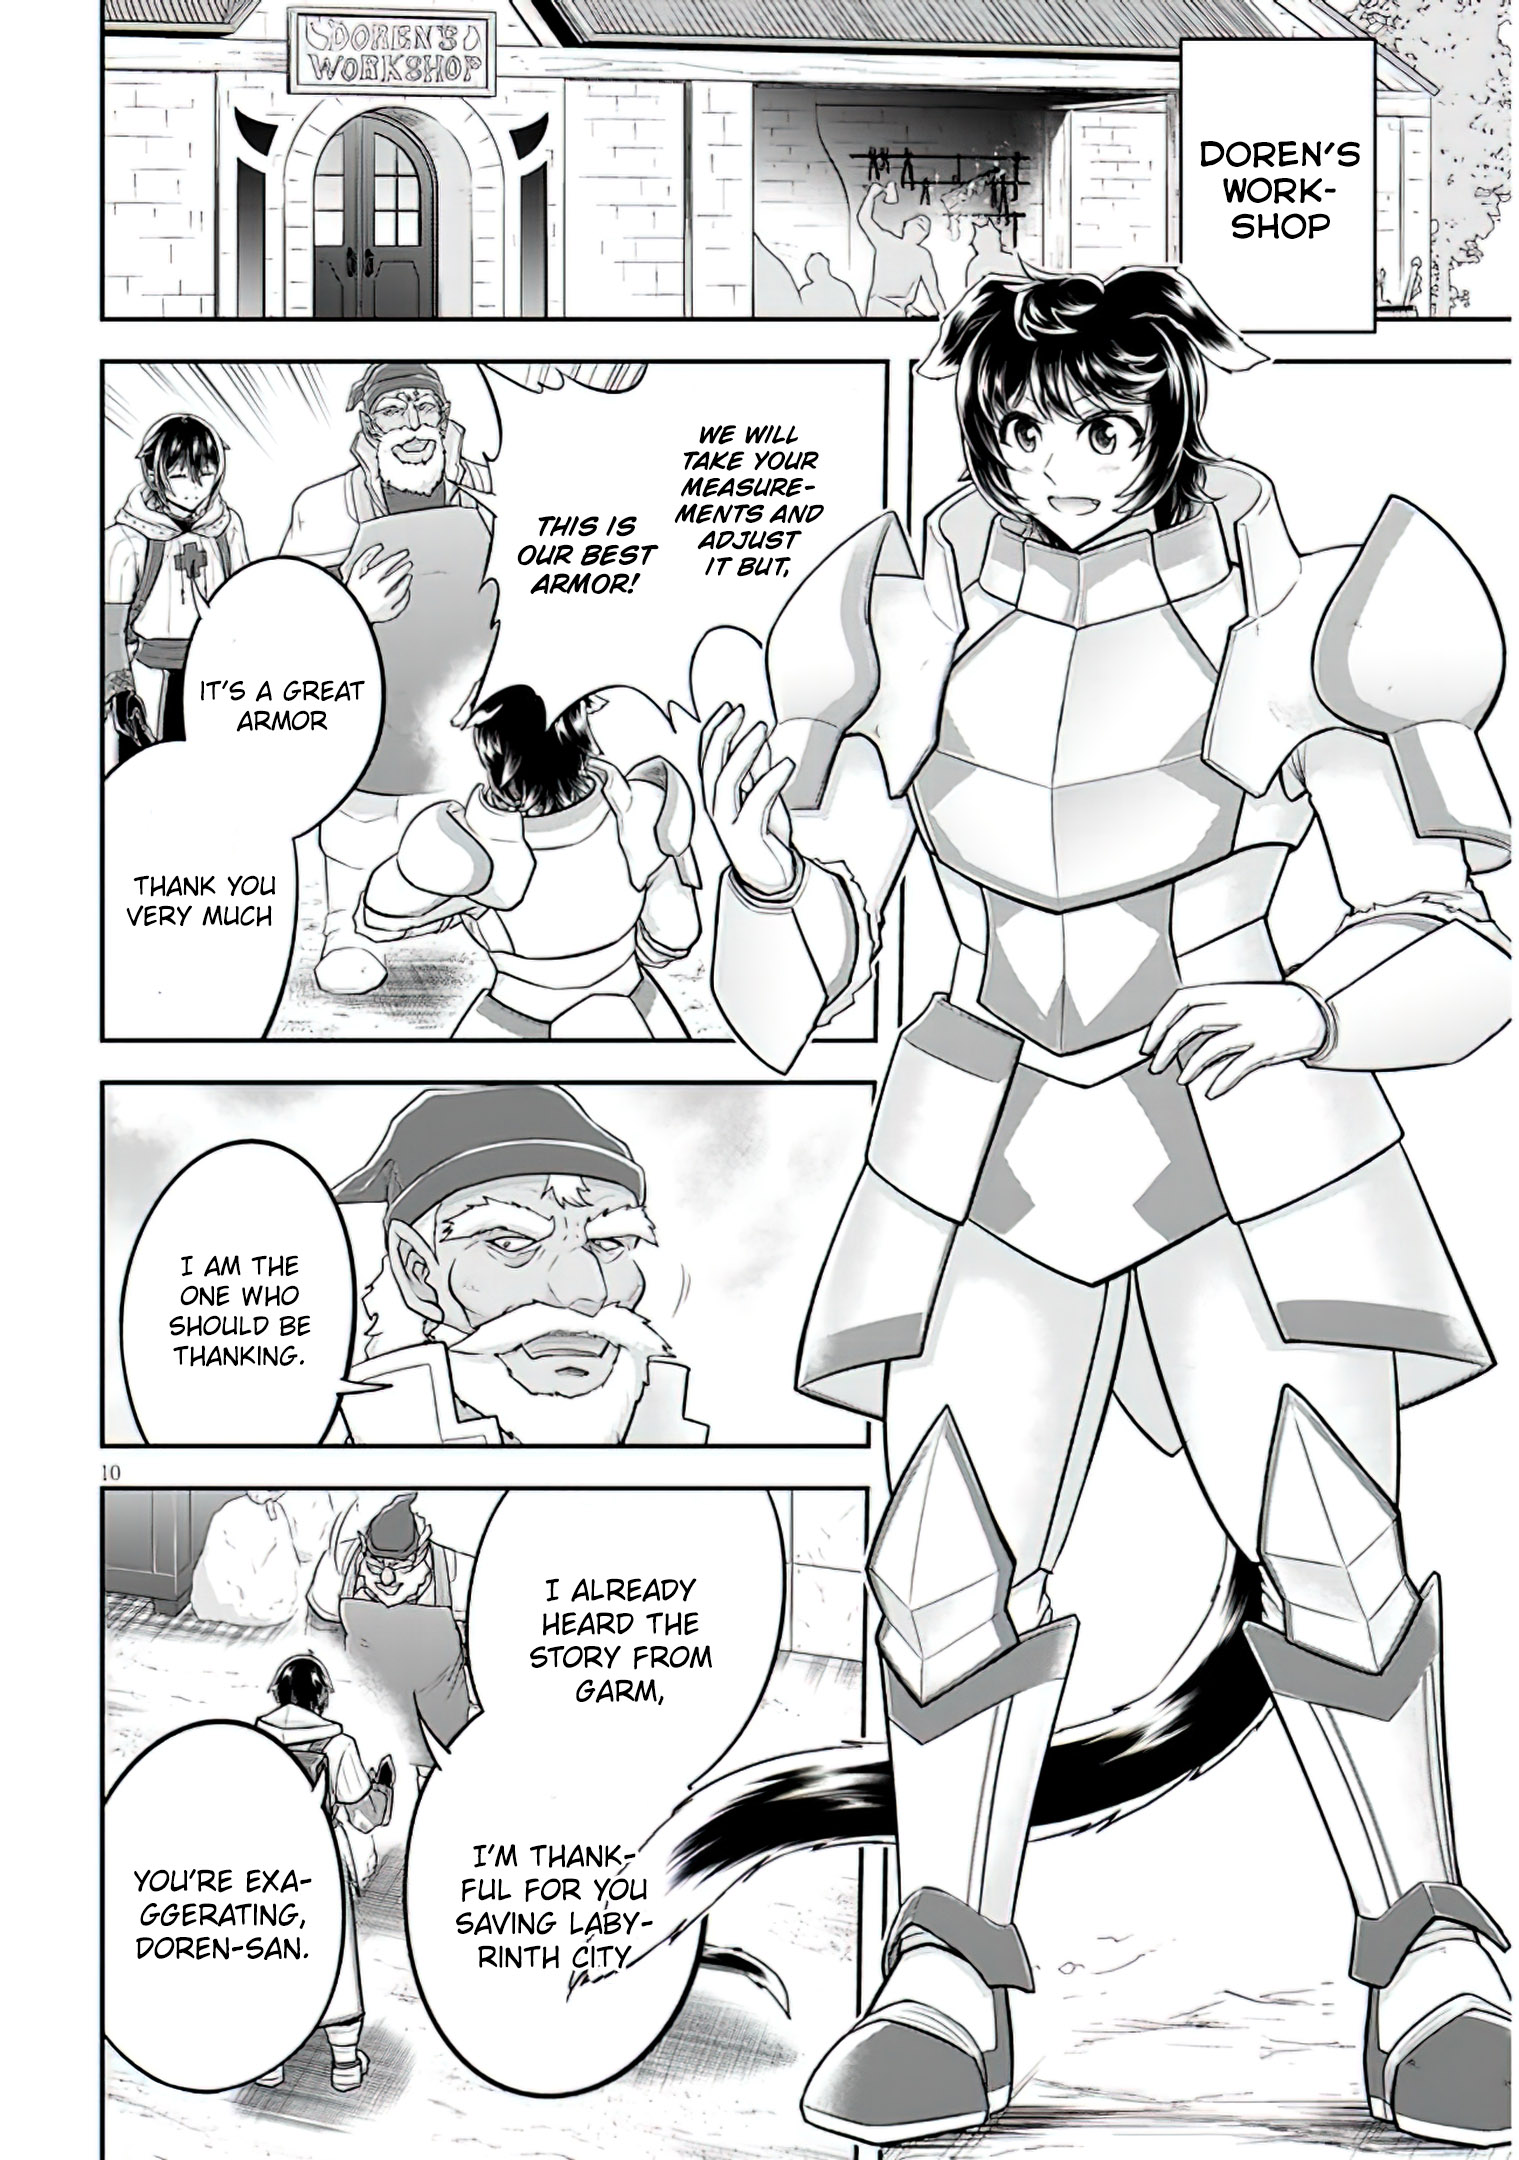 DOREN'S
WORKSHOP
DOREN'S
WORK-
SHOP
WE WILL
TAKE YOUR
MEASURE-
MENTS AND
ADJUST
IT BUT,
THIS IS
OUR BEST
ARMOR!
IT'S A GREAT
ARMOR
THANK YOU
VERY MUCH
I AM THE
ONE WHO
SHOULD BE
THANKING.
10
I ALREADY
HEARD THE
STORY FROM
GARM,
I'M THANK-
FUL FOR YOU
SAVING LABY-
RINTH CITY
YOU'RE EXA-
GGERATING,
DOREN-SAN.